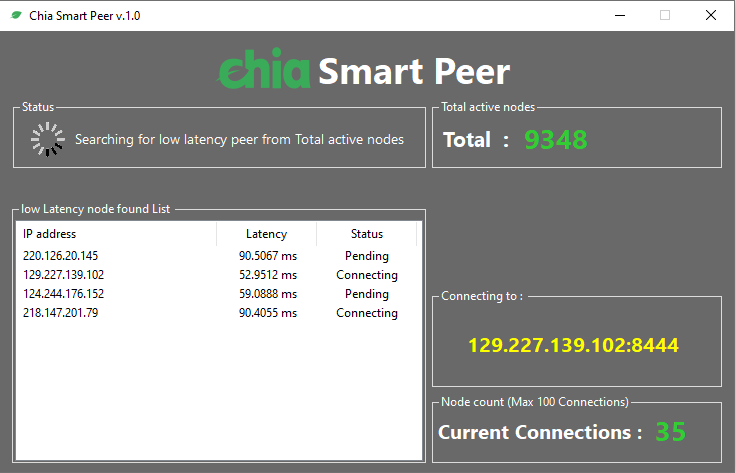 Chia Smart Peer v.1.0
chia Smart Peer
Status
Searching for low latency peer from Total active nodes
Total active nodes
Total : 9348
low Latency node found List
IP address Latency Status
220.126.20.145 90.5067 ms Pending
129.227.139.102 52.9512 ms Connecting
124.244.176.152 59.0888 ms Pending
218.147.201.79 90.4055 ms Connecting
Connecting to :
129.227.139.102:8444
Node count (Max 100 Connections)
Current Connections : 35